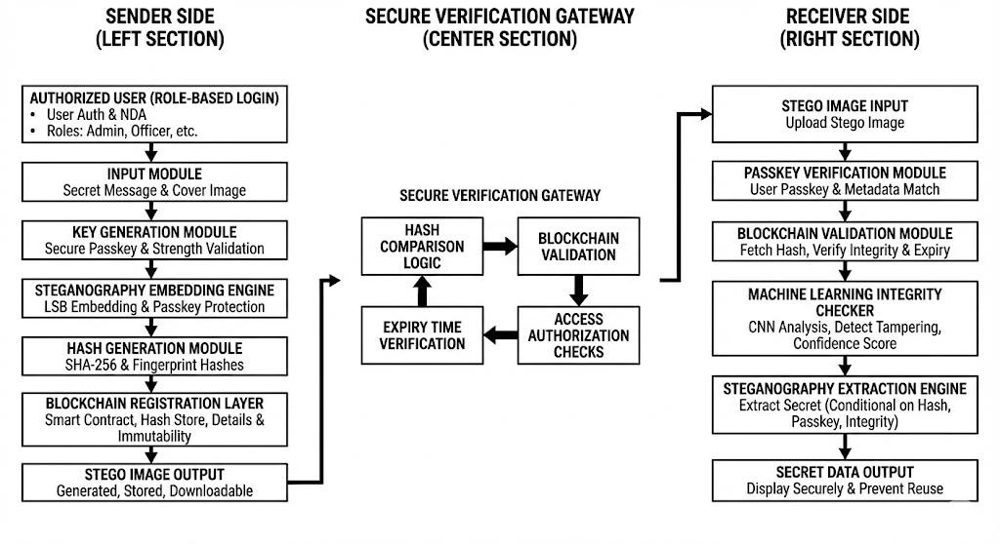 SENDER SIDE
(LEFT SECTION)
AUTHORIZED USER (ROLE-BASED LOGIN)
• User Auth & NDA
• Roles: Admin, Officer, etc.
INPUT MODULE
Secret Message & Cover Image
KEY GENERATION MODULE
Secure Passkey & Strength Validation
STEGANOGRAPHY EMBEDDING ENGINE
LSB Embedding & Passkey Protection
HASH GENERATION MODULE
SHA-256 & Fingerprint Hashes
BLOCKCHAIN REGISTRATION LAYER
Smart Contract, Hash Store, Details &
Immutability
STEGO IMAGE OUTPUT
Generated, Stored, Downloadable
SECURE VERIFICATION GATEWAY
(CENTER SECTION)
SECURE VERIFICATION GATEWAY
HASH
COMPARISON
LOGIC
BLOCKCHAIN
VALIDATION
EXPIRY TIME
VERIFICATION
ACCESS
AUTHORIZATION
CHECKS
RECEIVER SIDE
(RIGHT SECTION)
STEGO IMAGE INPUT
Upload Stego Image
PASSKEY VERIFICATION MODULE
User Passkey & Metadata Match
BLOCKCHAIN VALIDATION MODULE
Fetch Hash, Verify Integrity & Expiry
MACHINE LEARNING INTEGRITY
CHECKER
CNN Analysis, Detect Tampering,
Confidence Score
STEGANOGRAPHY EXTRACTION ENGINE
Extract Secret (Conditional on Hash,
Passkey, Integrity)
SECRET DATA OUTPUT
Display Securely & Prevent Reuse